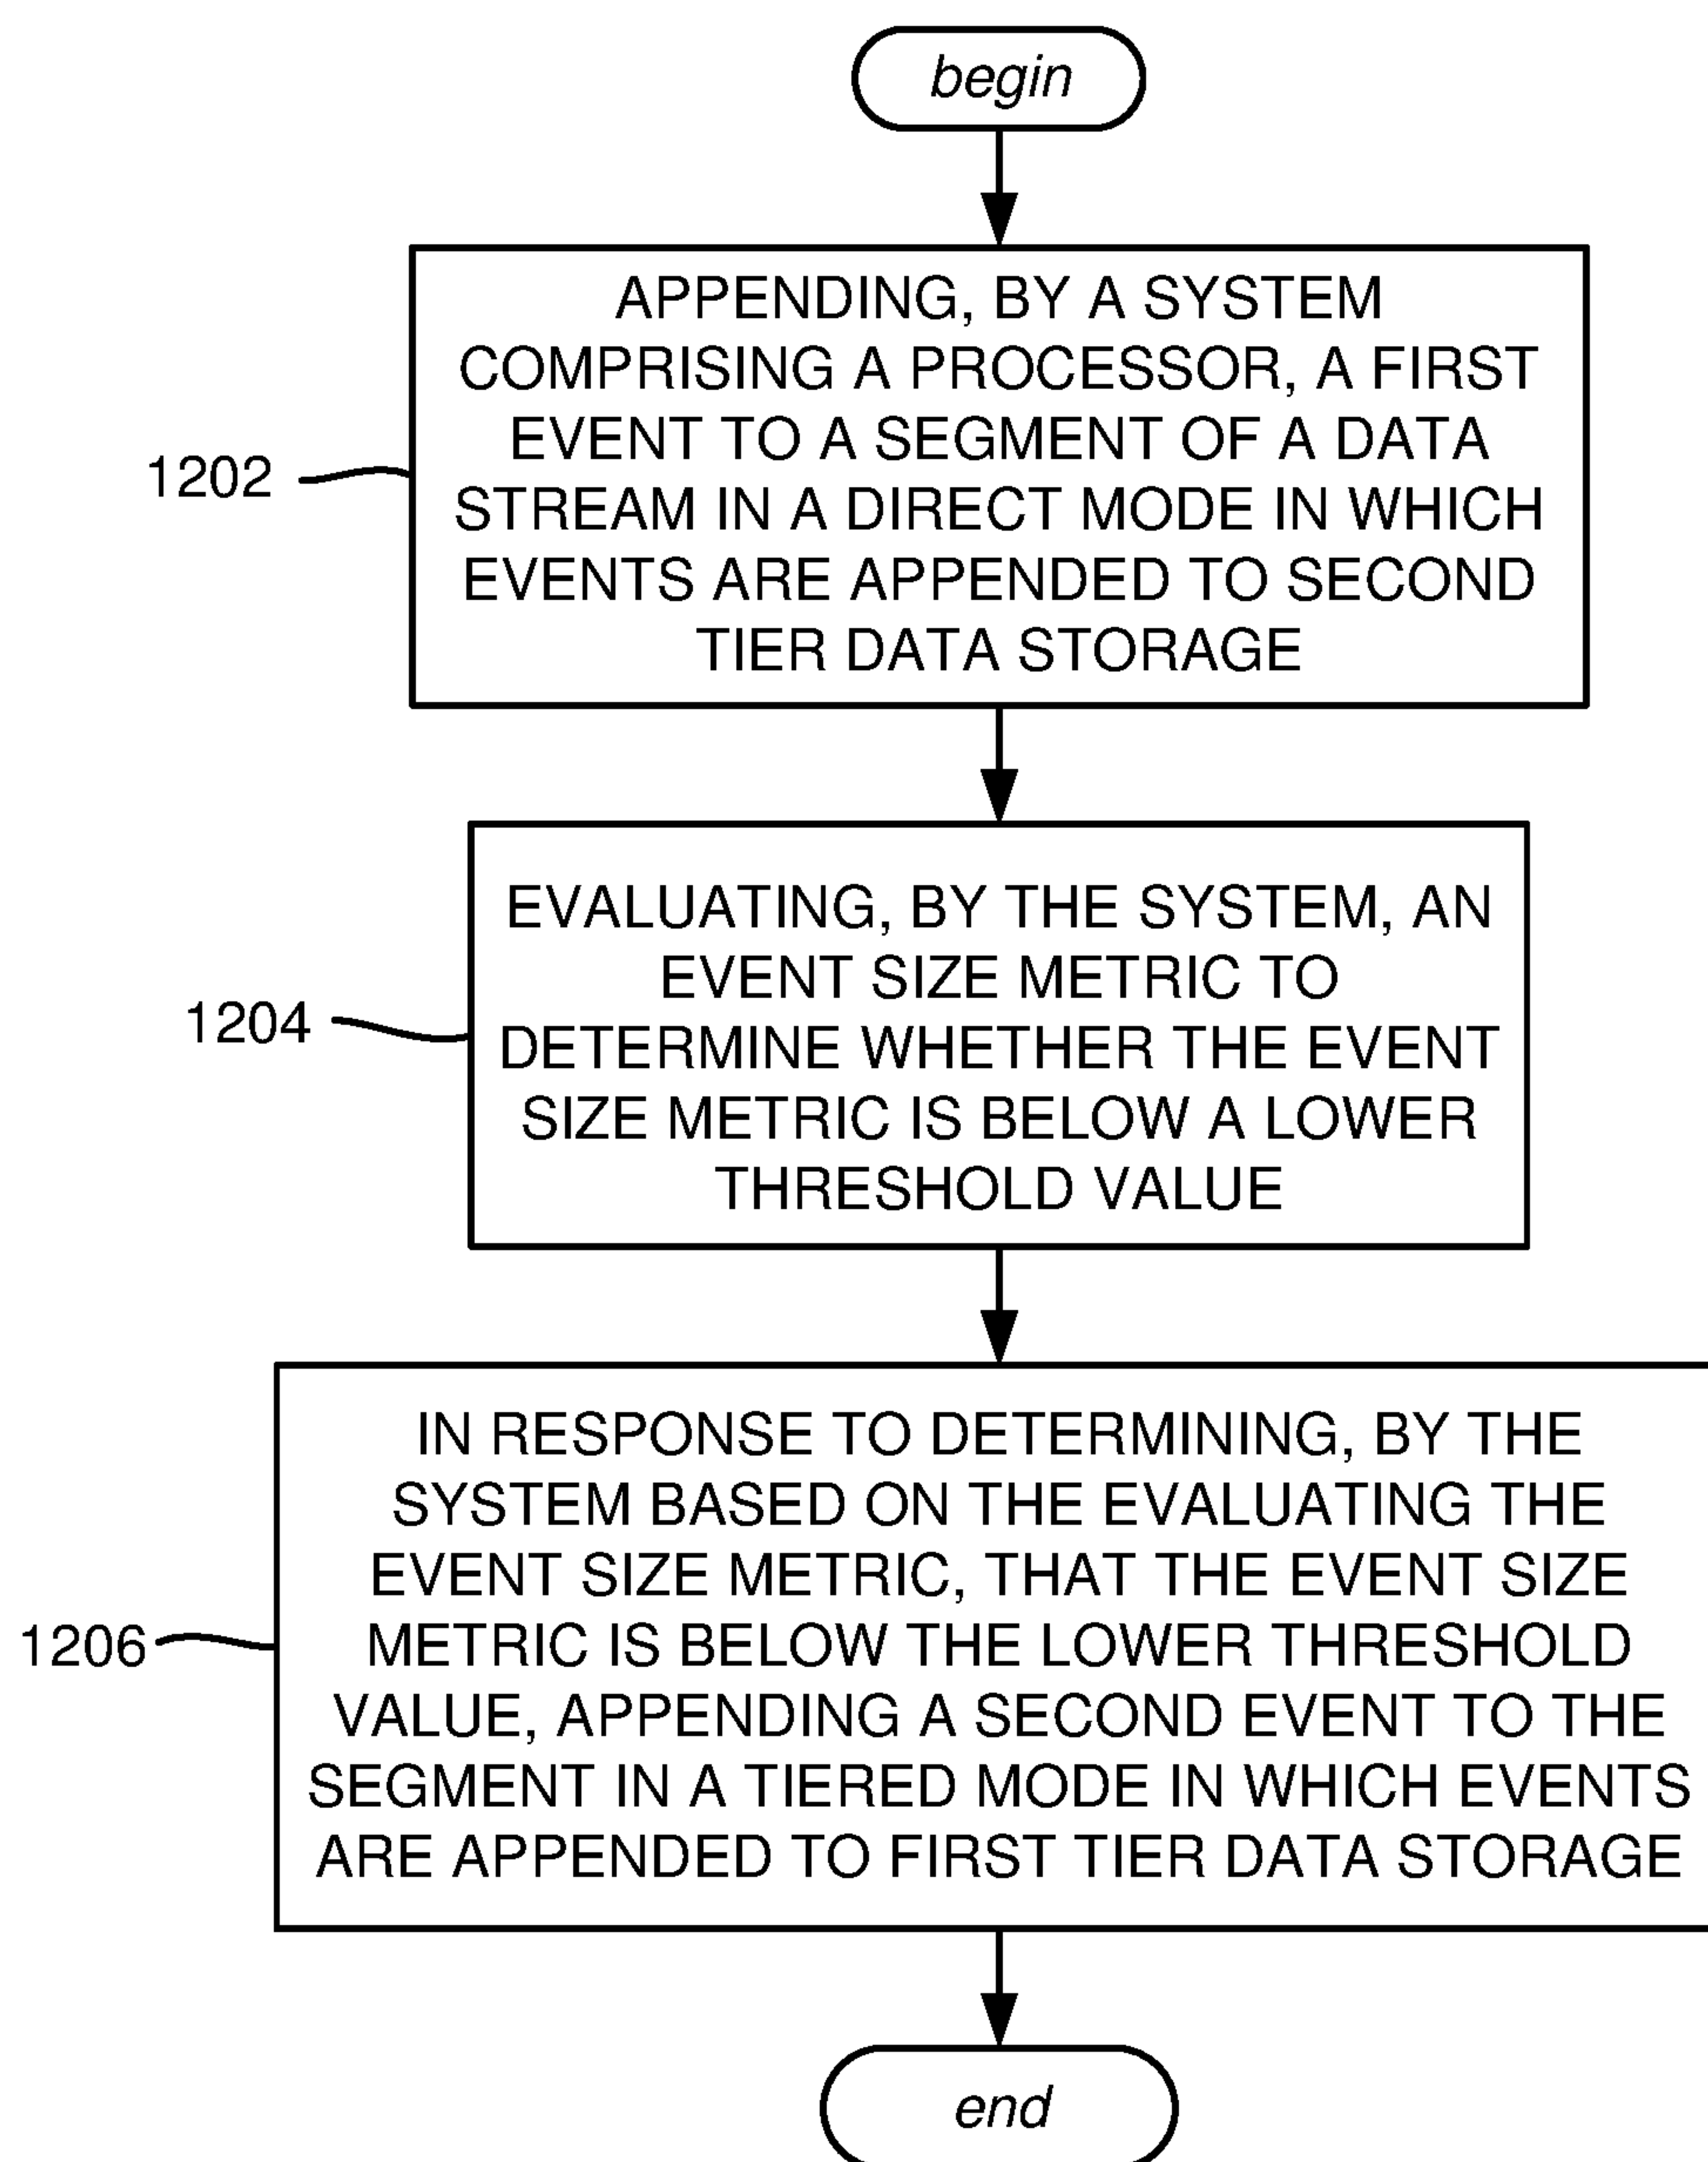 begin
APPENDING, BY A SYSTEM
COMPRISING A PROCESSOR, A FIRST
EVENT TO A SEGMENT OF A DATA
STREAM IN A DIRECT MODE IN WHICH
EVENTS ARE APPENDED TO SECOND
TIER DATA STORAGE
1202
EVALUATING, BY THE SYSTEM, AN
EVENT SIZE METRIC TO
DETERMINE WHETHER THE EVENT
SIZE METRIC IS BELOW A LOWER
THRESHOLD VALUE
1204
IN RESPONSE TO DETERMINING, BY THE
SYSTEM BASED ON THE EVALUATING THE
EVENT SIZE METRIC, THAT THE EVENT SIZE
METRIC IS BELOW THE LOWER THRESHOLD
VALUE, APPENDING A SECOND EVENT TO THE
SEGMENT IN A TIERED MODE IN WHICH EVENTS
ARE APPENDED TO FIRST TIER DATA STORAGE
1206
end